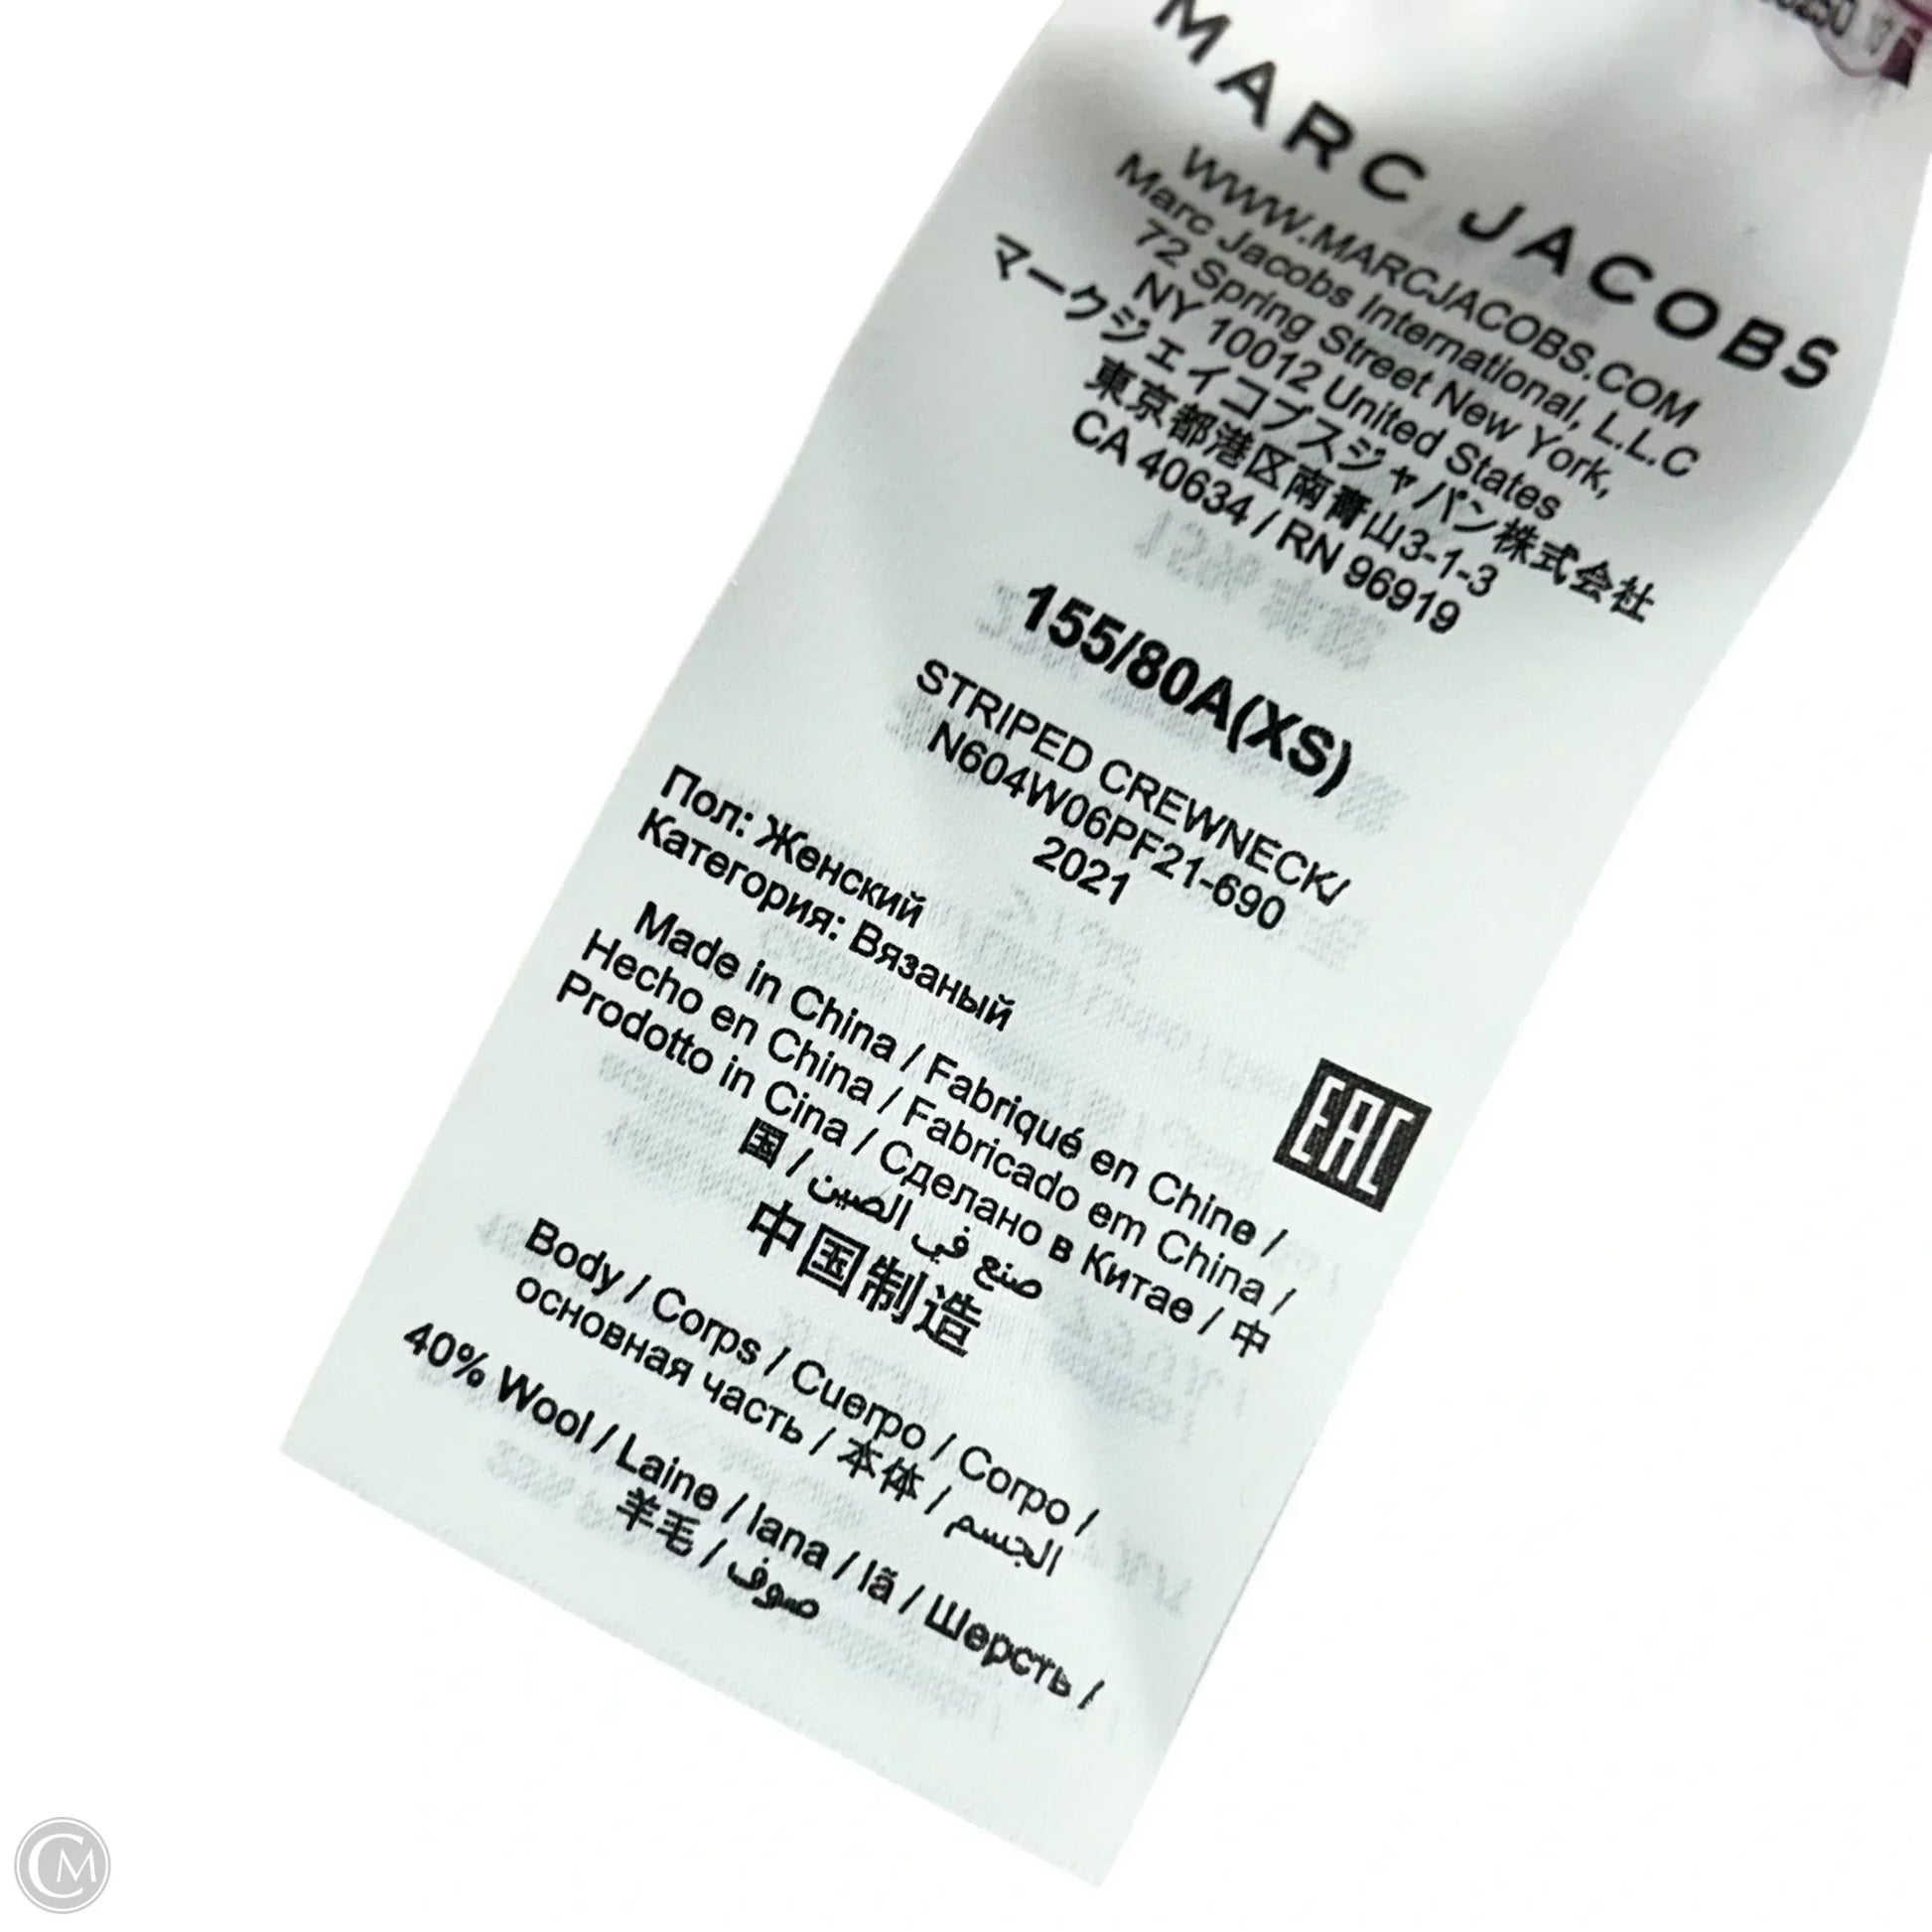 MARC JACOBS
WWW.MARCJACOBS.COM
Marc Jacobs International, L.L.C
72 Spring Street New York,
NY 10012 United States
マークジェイコブスジャパン株式会社
東京都港区南青山3-1-3
CA 40634 / RN 96919
155/80A(XS)
STRIPED CREWNECK/
N604W06PF21-690
2021
Пол: Женский
Категория: Вязаный
EAC
Made in China / Fabriqué en Chine /
Hecho en China / Fabricado em China /
Prodotto in Cina / Сделано в Китае / 中
国 / صنع في الصين
中国制造
Body / Corps / Cuerpo / Corpo /
основная часть / 本体 / الجسم
40% Wool / Laine / lana / lã / Шерсть /
羊毛 / صوف
CM